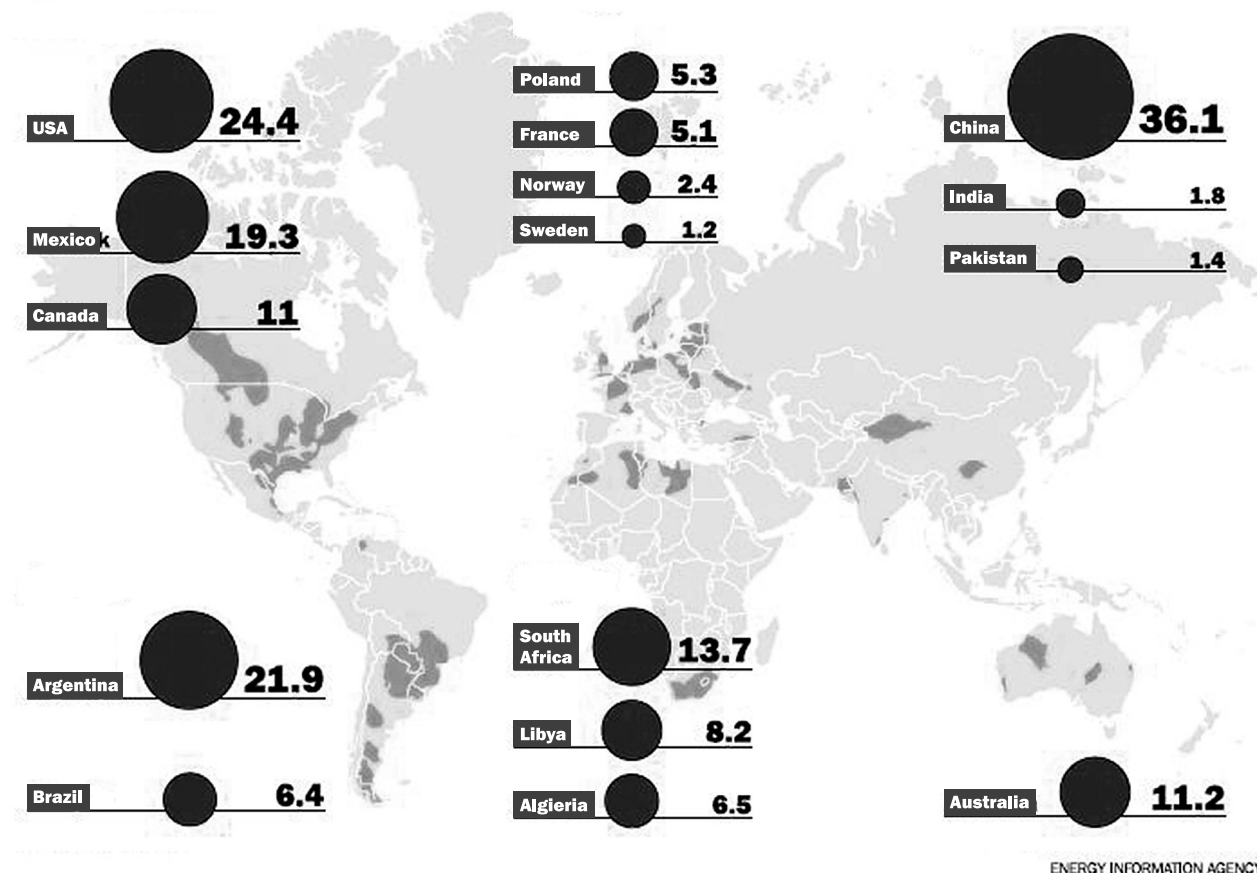 USA 24.4
Mexico k 19.3
Canada 11
Poland 5.3
France 5.1
Norway 2.4
Sweden 1.2
China 36.1
India 1.8
Pakistan 1.4
Argentina 21.9
Brazil 6.4
South
Africa 13.7
Libya 8.2
Algieria 6.5
Australia 11.2
ENERGY INFORMATION AGENCY